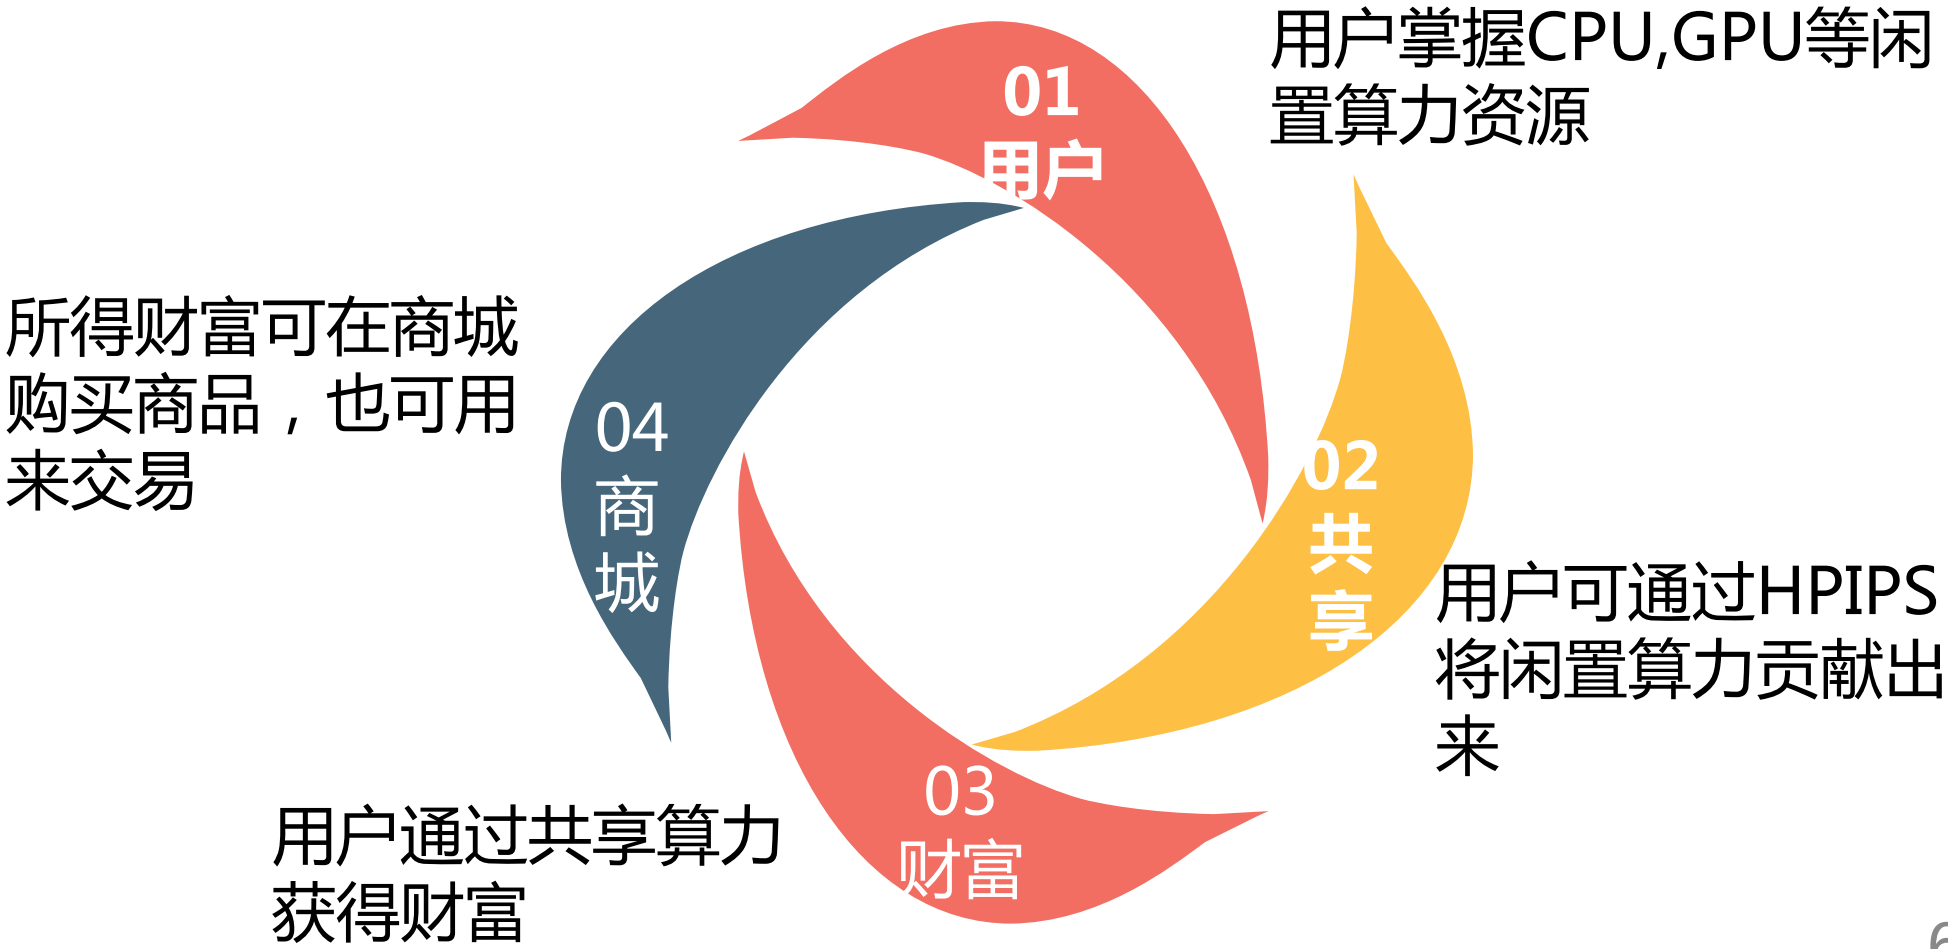 01
用户
用户掌握CPU,GPU等闲
置算力资源
02
共
享
用户可通过HPIPS
将闲置算力贡献出
来
03
财富
用户通过共享算力
获得财富
04
商
城
所得财富可在商城
购买商品，也可用
来交易